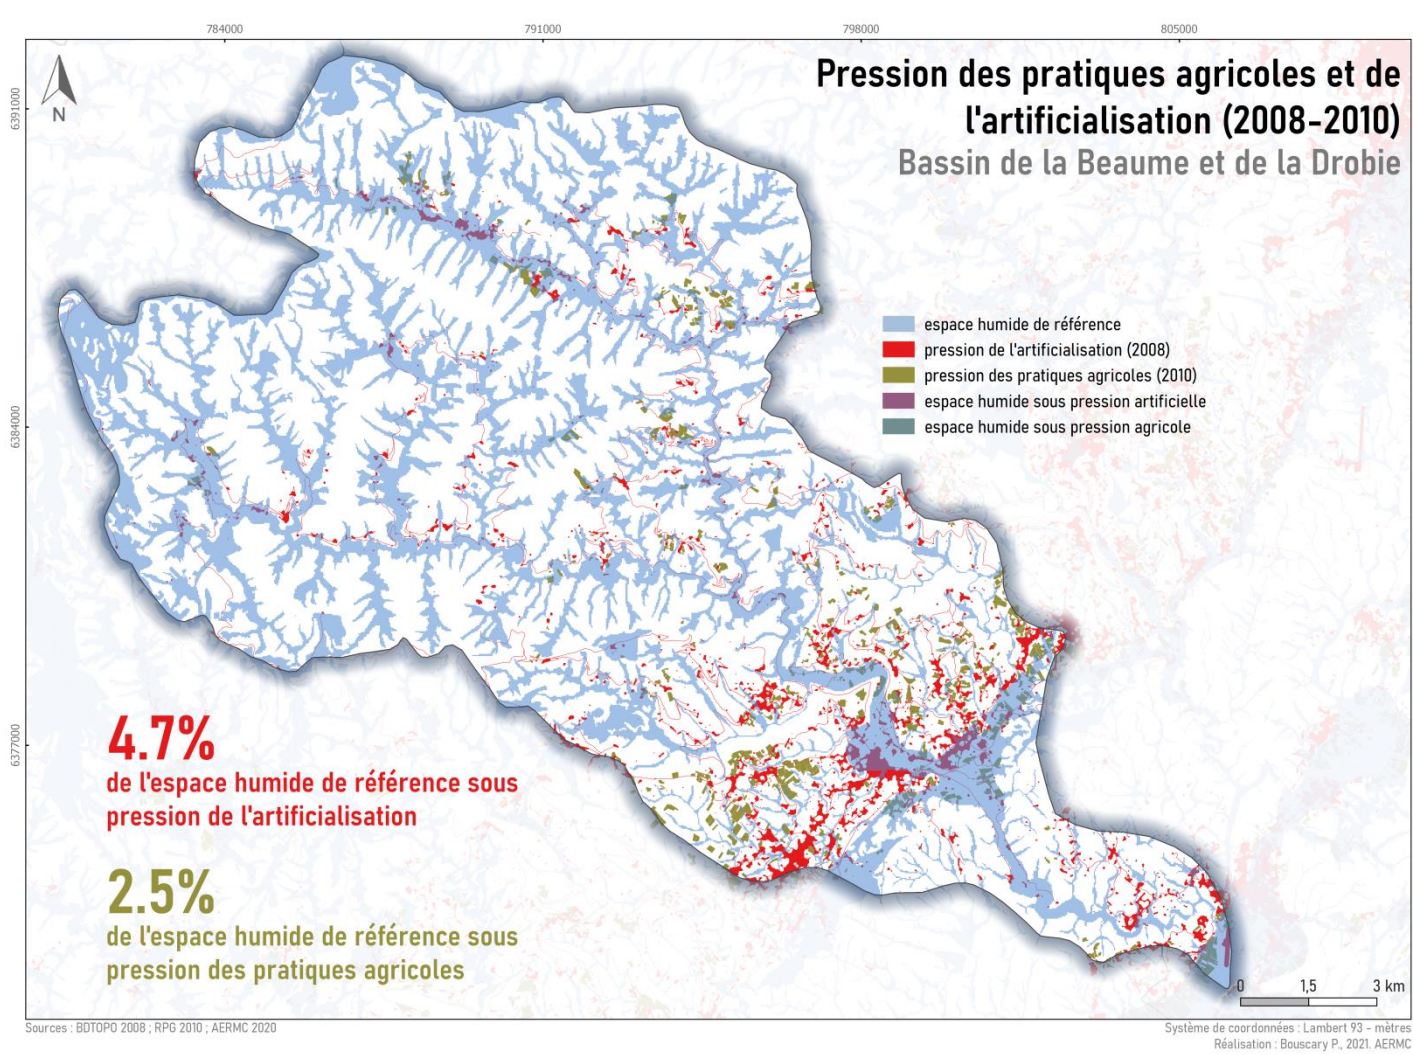 784000
791000
798000
805000
6391000
6384000
6377000
N
Pression des pratiques agricoles et de
l'artificialisation (2008-2010)
Bassin de la Beaume et de la Drobie
espace humide de référence
pression de l'artificialisation (2008)
pression des pratiques agricoles (2010)
espace humide sous pression artificielle
espace humide sous pression agricole
4.7%
de l'espace humide de référence sous
pression de l'artificialisation
2.5%
de l'espace humide de référence sous
pression des pratiques agricoles
0 1,5 3 km
Sources : BDTOPO 2008 ; RPG 2010 ; AERMC 2020
Système de coordonnées : Lambert 93 - mètres
Réalisation : Bouscary P., 2021. AERMC